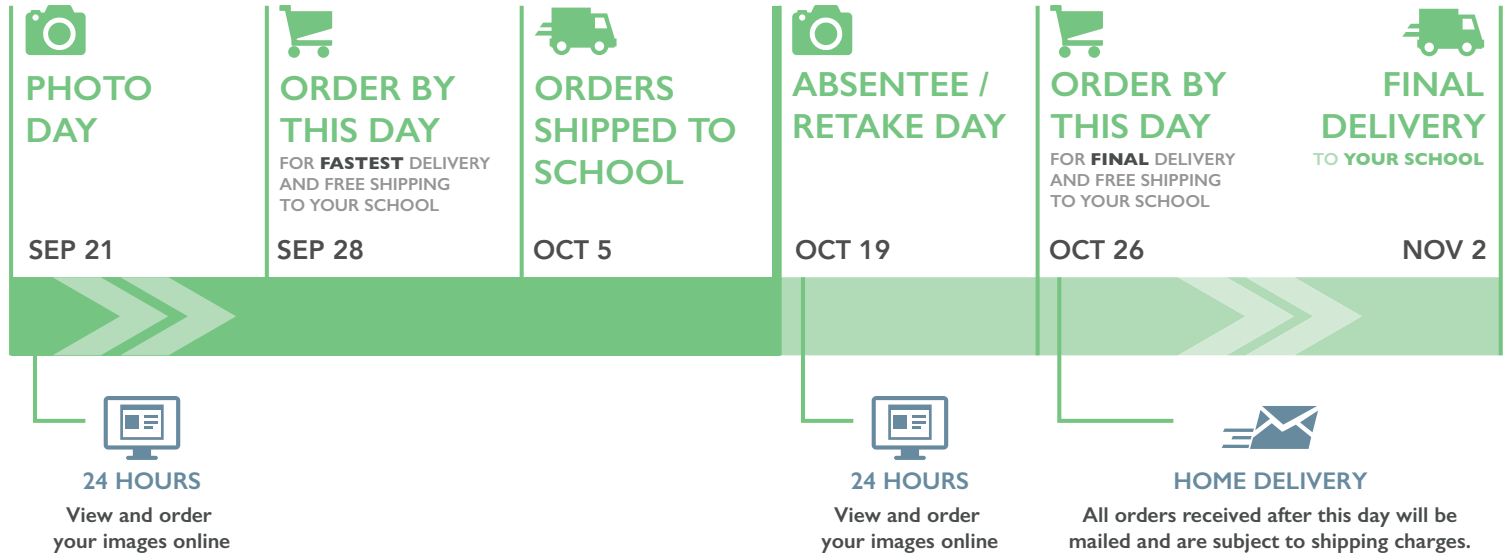 PHOTO
DAY
SEP 21
ORDER BY
THIS DAY
FOR FASTEST DELIVERY
AND FREE SHIPPING
TO YOUR SCHOOL
SEP 28
ORDERS
SHIPPED TO
SCHOOL
OCT 5
ABSENTEE /
RETAKE DAY
OCT 19
ORDER BY
THIS DAY
FOR FINAL DELIVERY
AND FREE SHIPPING
TO YOUR SCHOOL
OCT 26
FINAL
DELIVERY
TO YOUR SCHOOL
NOV 2
24 HOURS
View and order
your images online
24 HOURS
View and order
your images online
HOME DELIVERY
All orders received after this day will be
mailed and are subject to shipping charges.